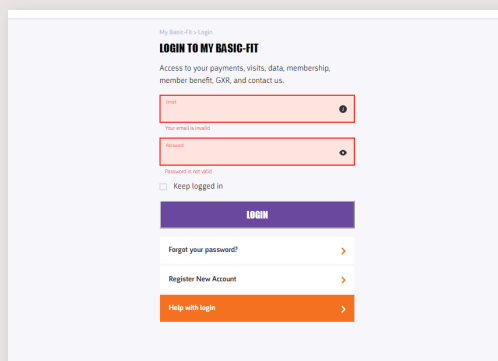 My Basic-Fit > Login
LOGIN TO MY BASIC-FIT
Access to your payments, visits, data, membership,
member benefit, GXR, and contact us.
Email
Your email is invalid
Password
Password is not valid
Keep logged in
LOGIN
Forgot your password?
Register New Account
Help with login